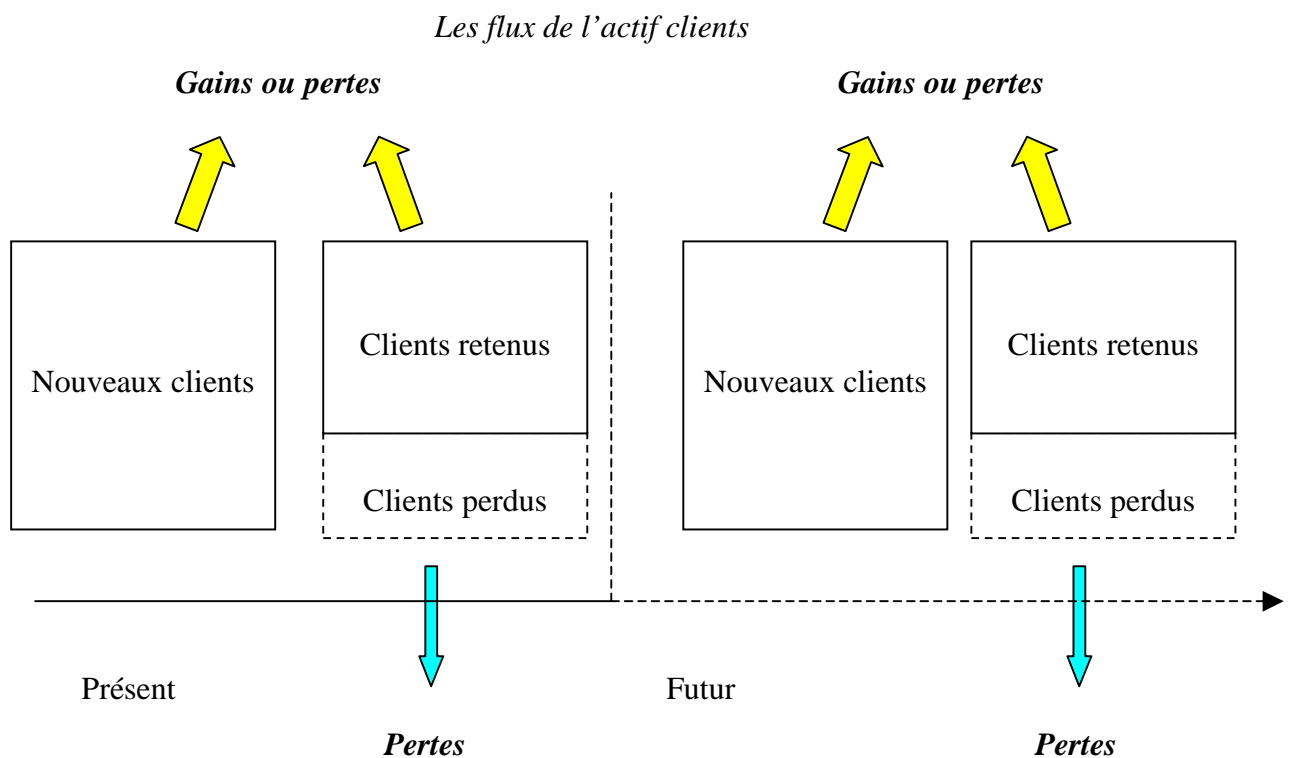 Les flux de l’actif clients
Gains ou pertes
Gains ou pertes
Nouveaux clients
Clients retenus
Clients perdus
Nouveaux clients
Clients retenus
Clients perdus
Présent
Futur
Pertes
Pertes